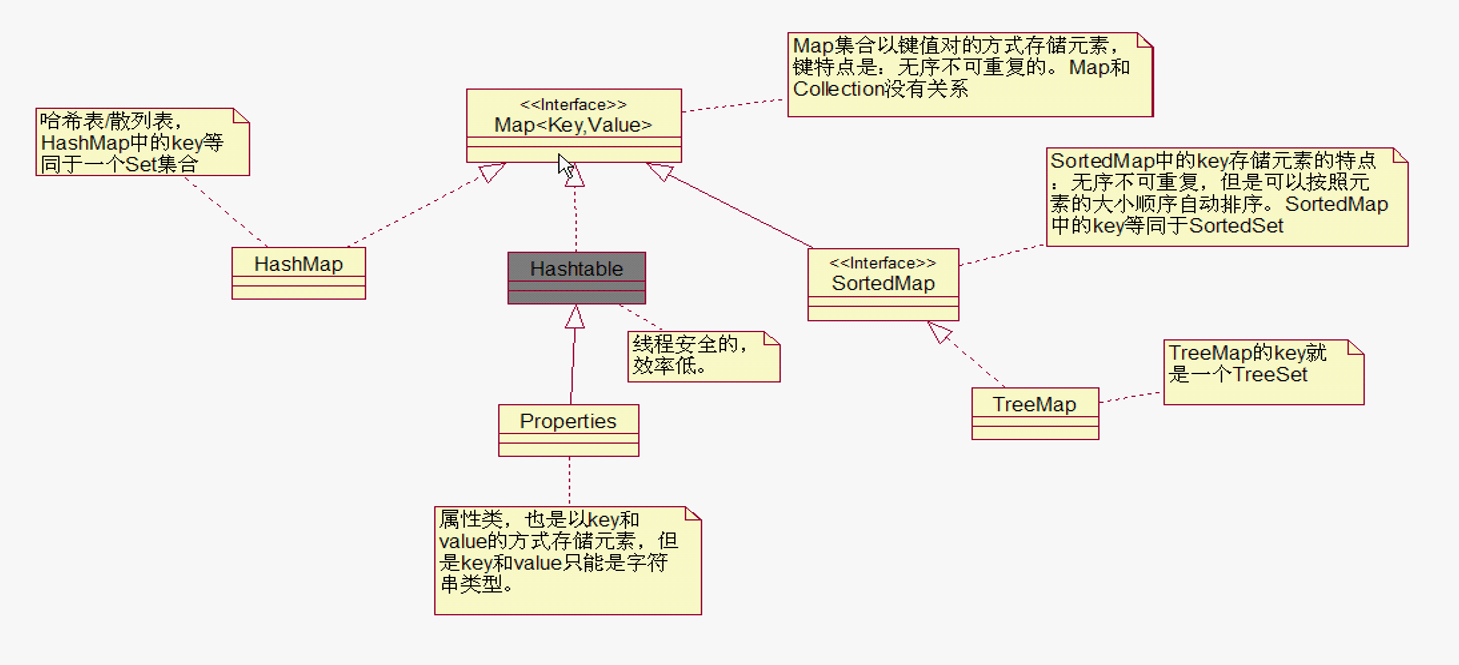 Map集合以键值对的方式存储元素，
键特点是：无序不可重复的。Map和
Collection没有关系
<<Interface>>
Map<Key,Value>
哈希表/散列表，
HashMap中的key等
同于一个Set集合
SortedMap中的key存储元素的特点
：无序不可重复，但是可以按照元
素的大小顺序自动排序。SortedMap
中的key等同于SortedSet
HashMap
Hashtable
<<Interface>>
SortedMap
线程安全的，
效率低。
TreeMap的key就
是一个TreeSet
TreeMap
Properties
属性类，也是以key和
value的方式存储元素，但
是key和value只能是字符
串类型。